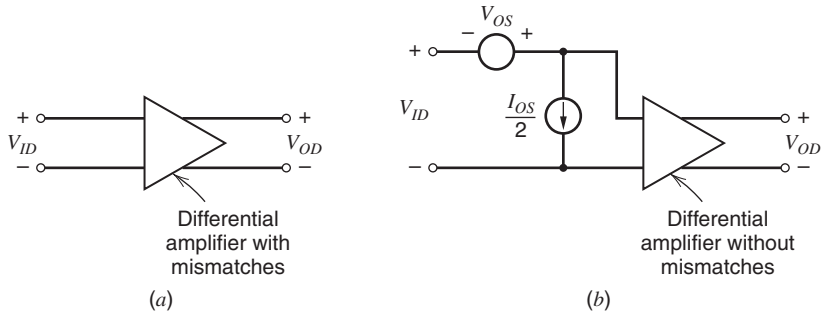 +
V_ID
−
+
V_OD
−
Differential
amplifier with
mismatches
(a)
V_OS
−
+
+
V_ID
−
I_OS
2
+
V_OD
−
Differential
amplifier without
mismatches
(b)